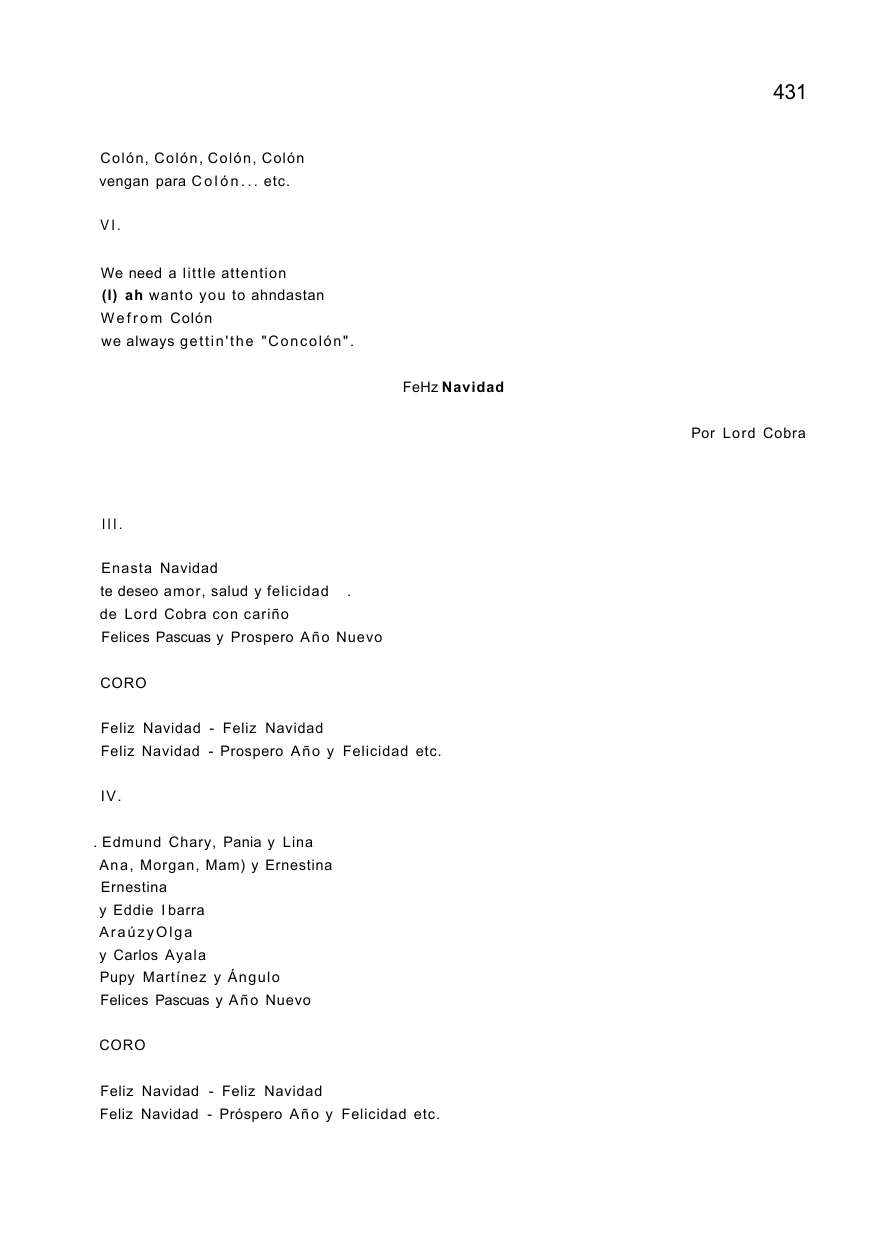 431
Colón, Colón, Colón, Colón
vengan para Colón... etc.
VI.
We need a little attention
(I) ah wanto you to ahndastan
Wefrom Colón
we always gettin'the "Concolón".
FeHz Navidad
Por Lord Cobra
III.
Enasta Navidad
te deseo amor, salud y felicidad .
de Lord Cobra con cariño
Felices Pascuas y Prospero Año Nuevo
CORO
Feliz Navidad - Feliz Navidad
Feliz Navidad - Prospero Año y Felicidad etc.
IV.
. Edmund Chary, Pania y Lina
Ana, Morgan, Mam) y Ernestina
Ernestina
y Eddie Ibarra
AraúzyOlga
y Carlos Ayala
Pupy Martínez y Ángulo
Felices Pascuas y Año Nuevo
CORO
Feliz Navidad - Feliz Navidad
Feliz Navidad - Próspero Año y Felicidad etc.